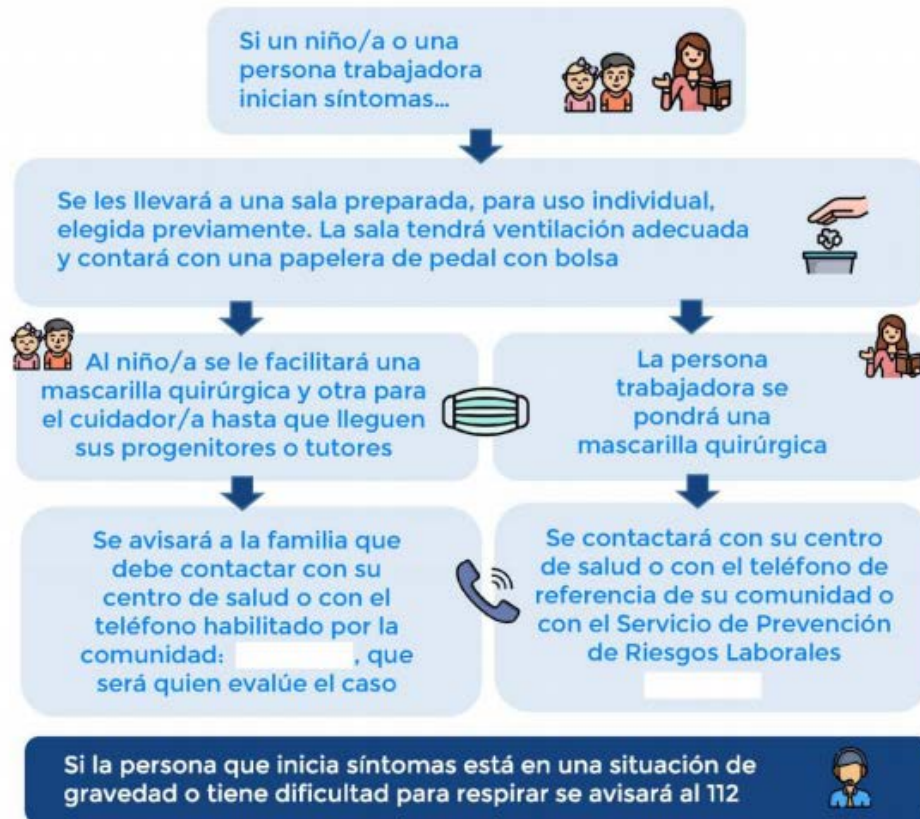 Si un niño/a o una
persona trabajadora
inician síntomas...
Se les llevará a una sala preparada, para uso individual,
elegida previamente. La sala tendrá ventilación adecuada
y contará con una papelera de pedal con bolsa
Al niño/a se le facilitará una
mascarilla quirúrgica y otra para
el cuidador/a hasta que lleguen
sus progenitores o tutores
La persona
trabajadora se
pondrá una
mascarilla quirúrgica
Se avisará a la familia que
debe contactar con su
centro de salud o con el
teléfono habilitado por la
comunidad: , que
será quien evalúe el caso
Se contactará con su centro
de salud o con el teléfono de
referencia de su comunidad o
con el Servicio de Prevención
de Riesgos Laborales
Si la persona que inicia síntomas está en una situación de
gravedad o tiene dificultad para respirar se avisará al 112